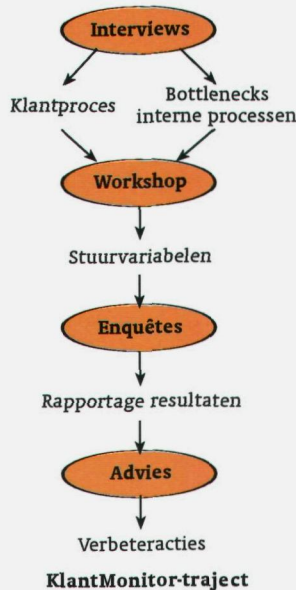 Interviews
Klantproces
Bottlenecks
interne processen
Workshop
Stuurvariabelen
Enquêtes
Rapportage resultaten
Advies
Verbeteracties
KlantMonitor-traject